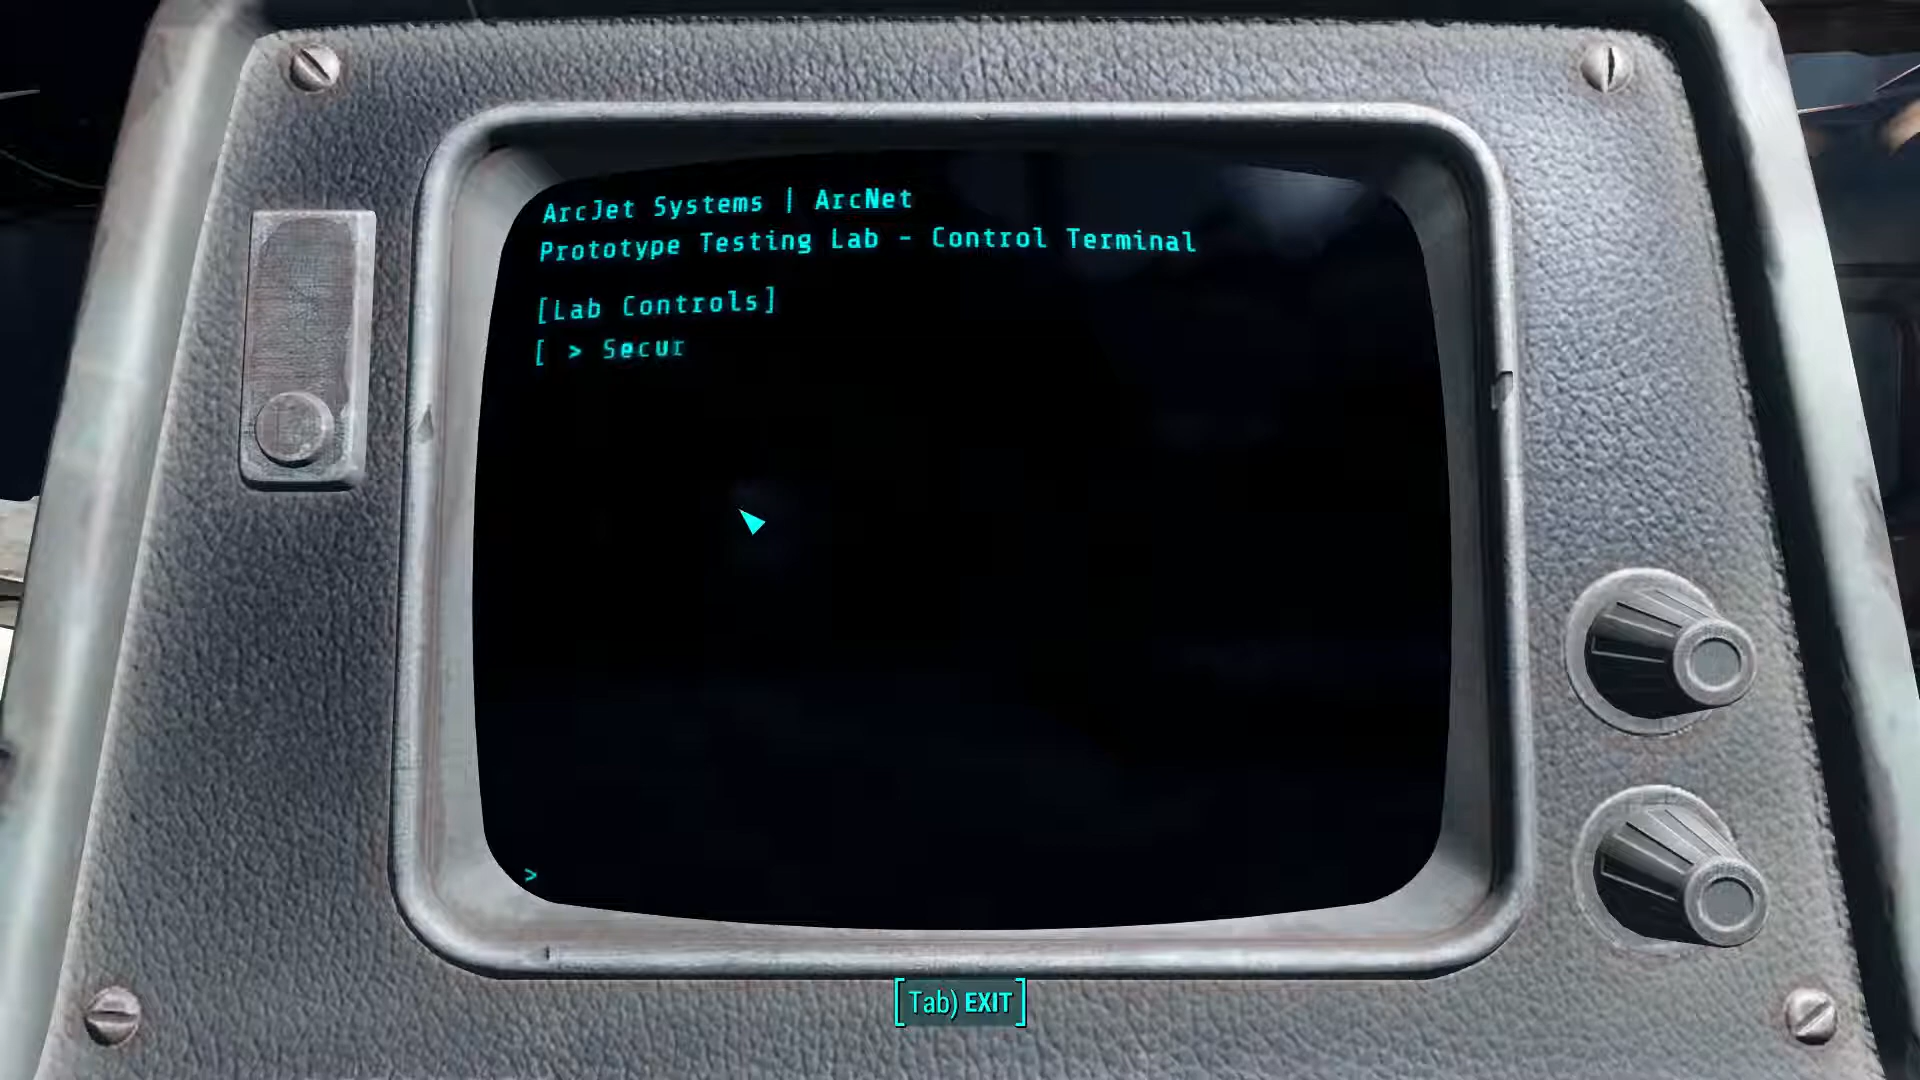 ArcJet Systems | ArcNet
Prototype Testing Lab - Control Terminal
[Lab Controls]
[ > Secur
>
[Tab) EXIT]